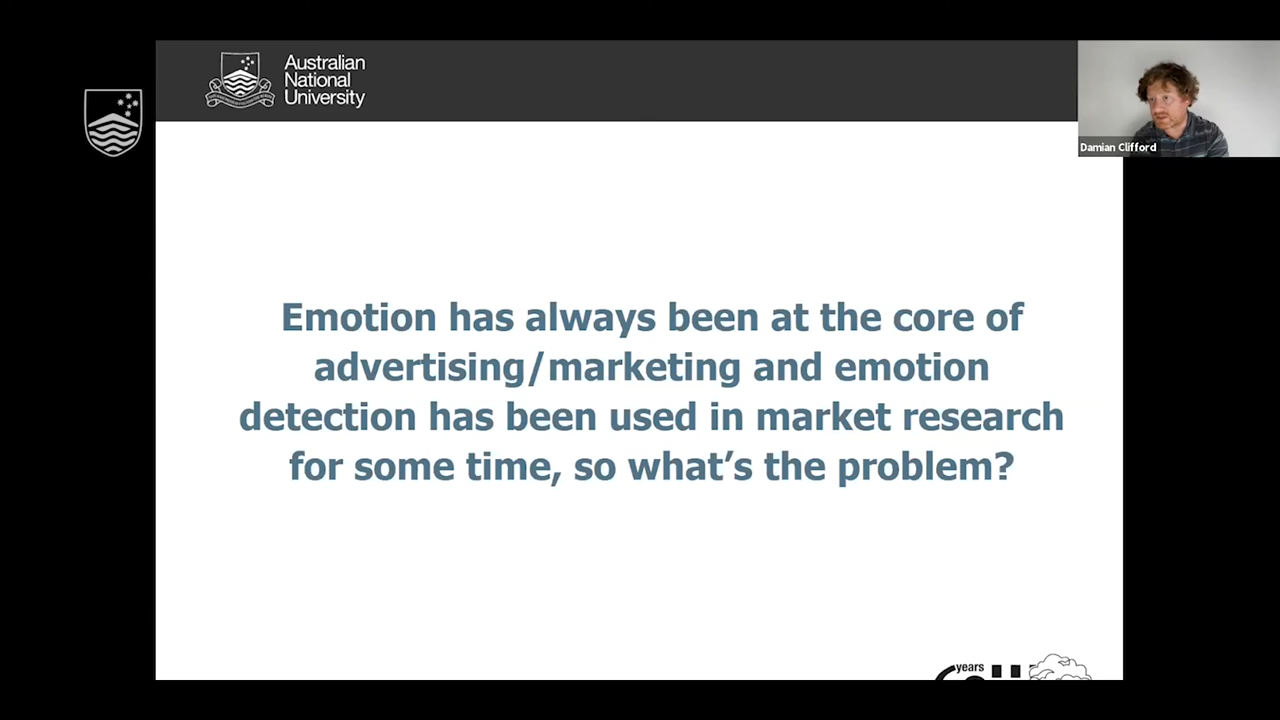 Australian
National
University
Damian Clifford
Emotion has always been at the core of
advertising/marketing and emotion
detection has been used in market research
for some time, so what’s the problem?
years